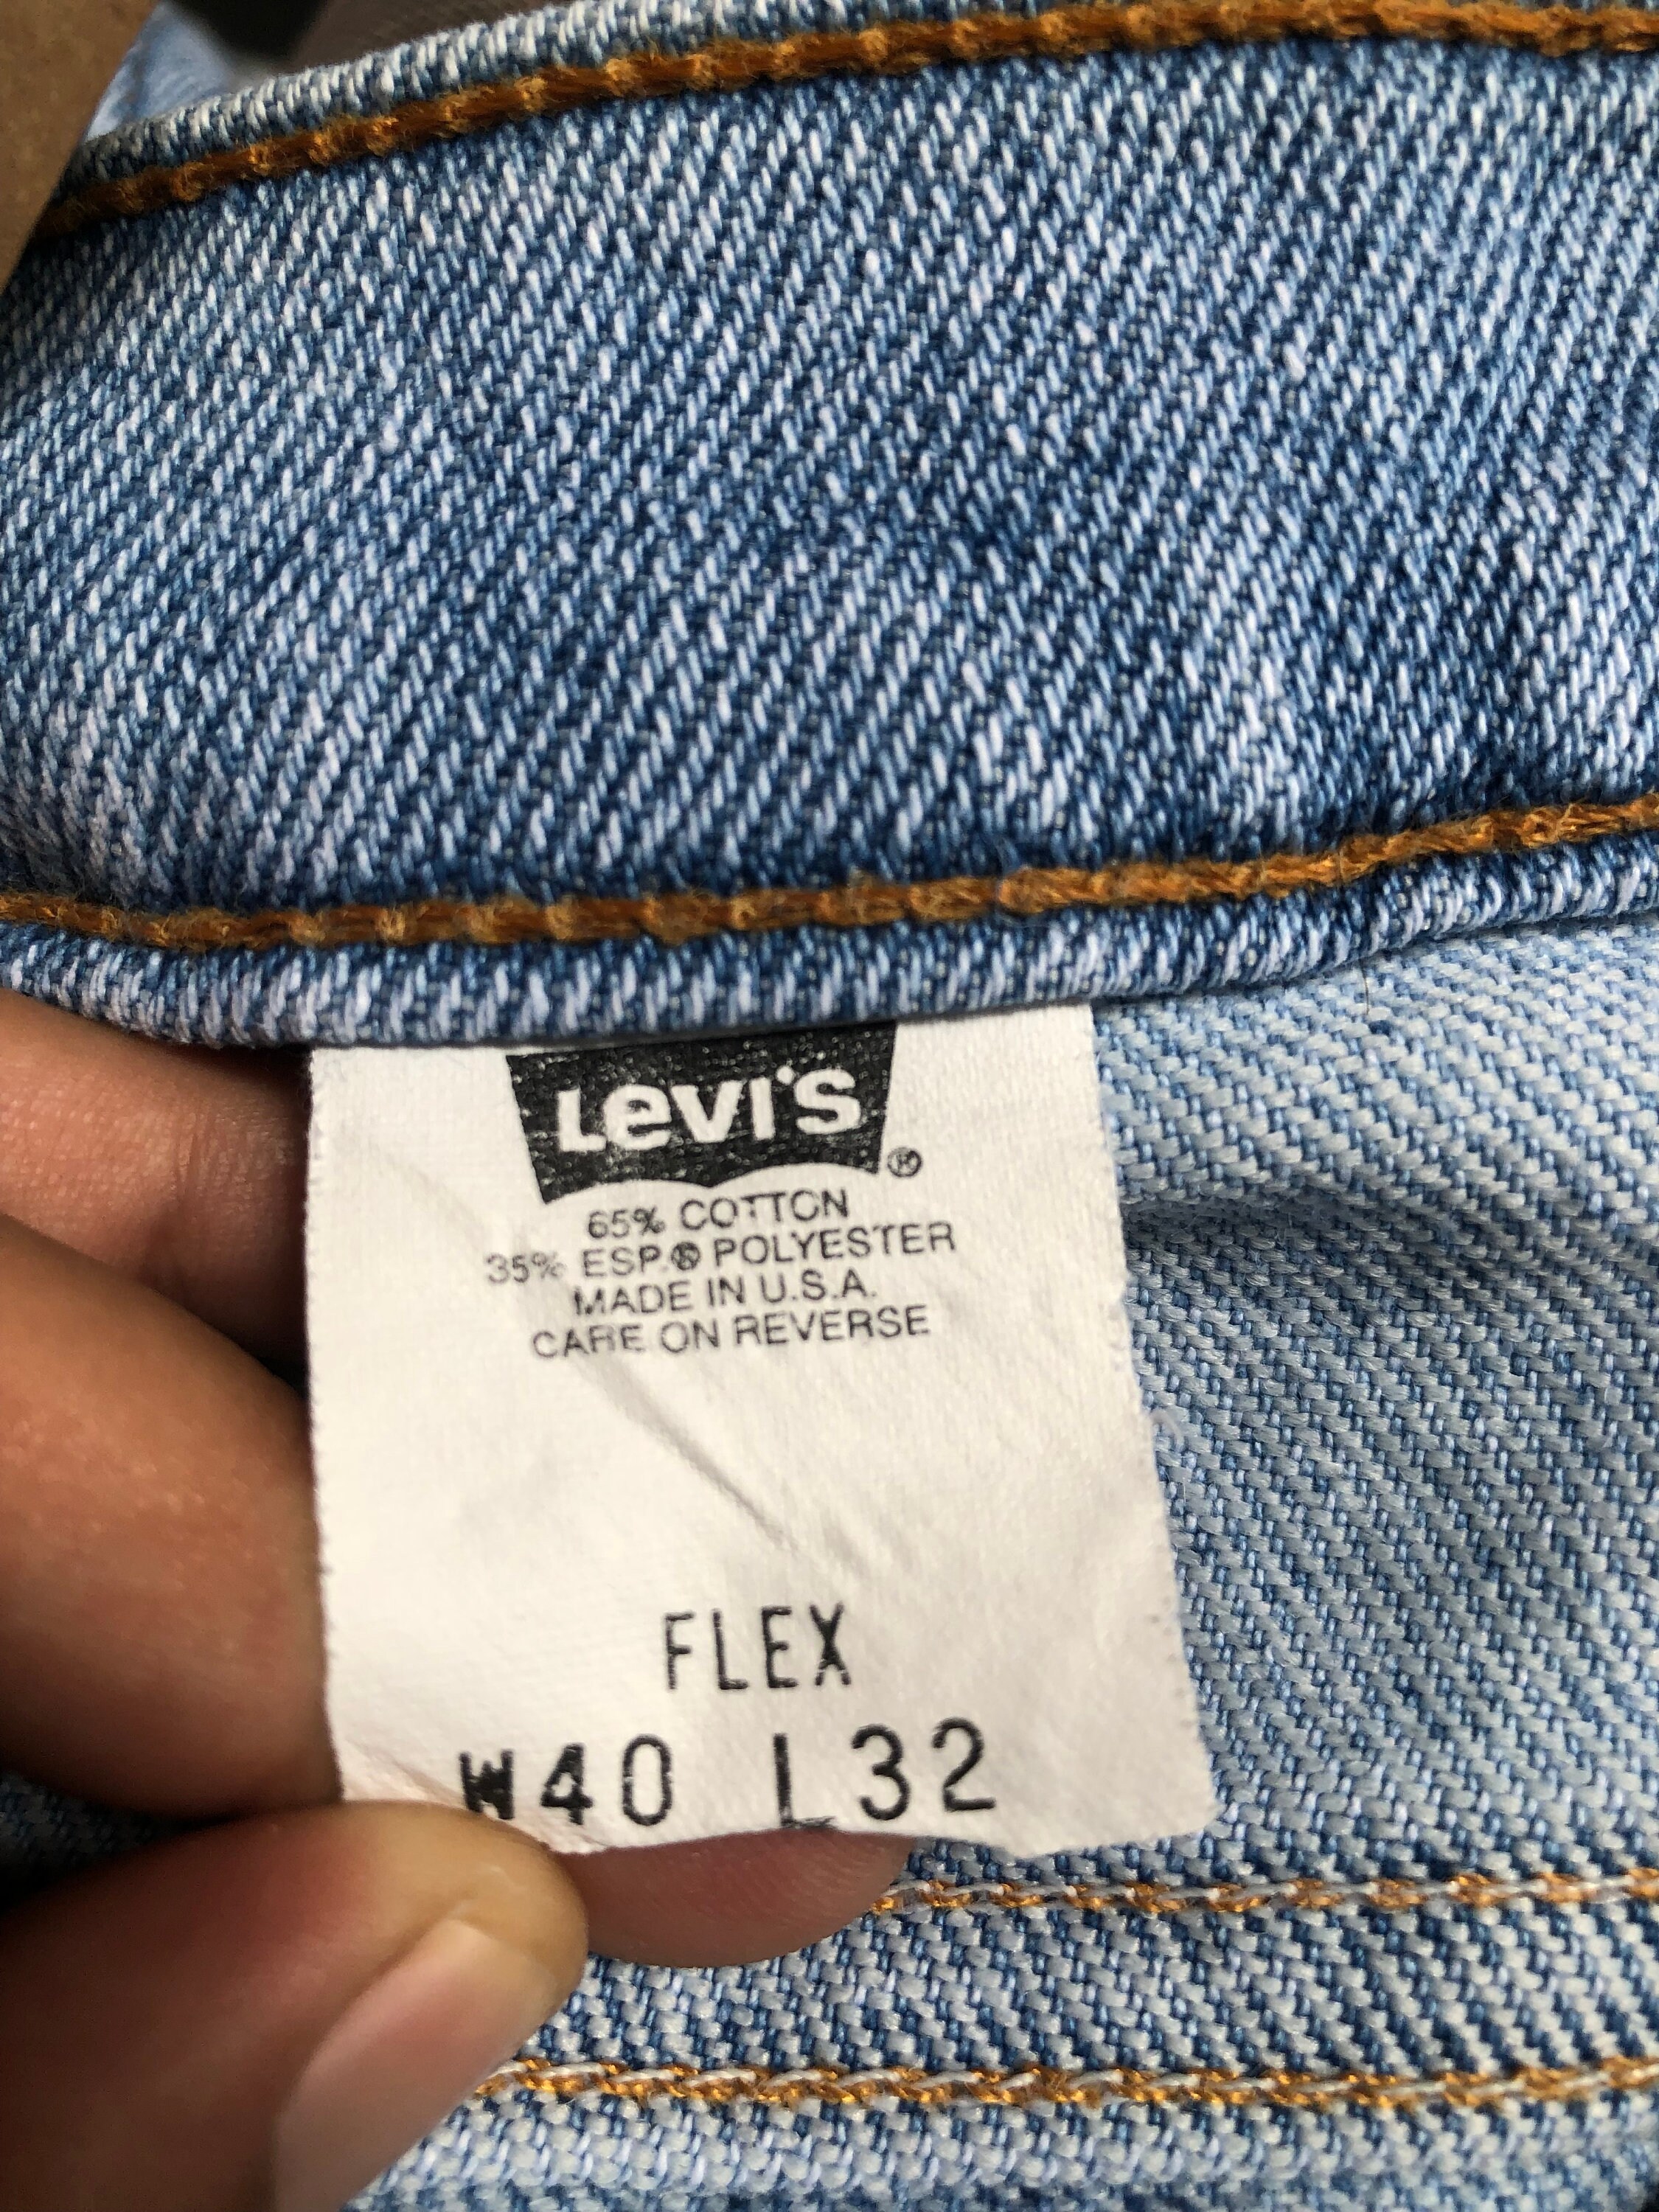 Levi's®
65% COTTON
35% ESP.® POLYESTER
MADE IN U.S.A.
CARE ON REVERSE
FLEX
W40 L32